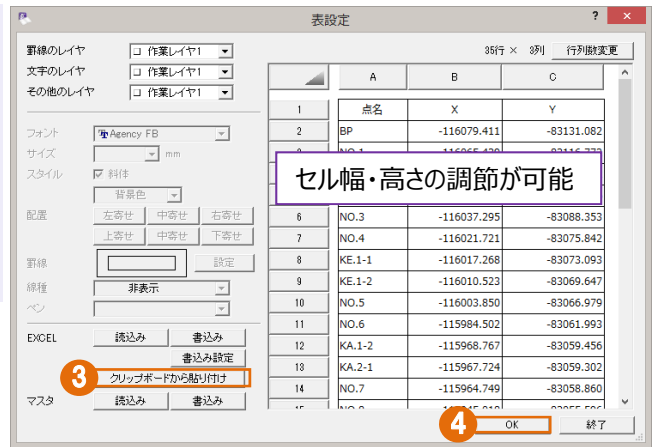 表設定 ? ×
罫線のレイヤ □ 作業レイヤ1
文字のレイヤ □ 作業レイヤ1
その他のレイヤ □ 作業レイヤ1
フォント Agency FB
サイズ mm
スタイル 斜体
背景色
配置 左寄せ 中寄せ 右寄せ
上寄せ 中寄せ 下寄せ
罫線 設定
線種 非表示
ペン
EXCEL 読込み 書込み
書込み設定
3 クリップボードから貼り付け
マスタ 読込み 書込み
35行 × 3列 行列数変更
A B C
1 点名 X Y
2 BP -116079.411 -83131.082
セル幅・高さの調節が可能
6 NO.3 -116037.295 -83088.353
7 NO.4 -116021.721 -83075.842
8 KE.1-1 -116017.268 -83073.093
9 KE.1-2 -116010.523 -83069.647
10 NO.5 -116003.850 -83066.979
11 NO.6 -115984.502 -83061.993
12 KA.1-2 -115968.767 -83059.456
13 KA.2-1 -115967.724 -83059.302
14 NO.7 -115964.749 -83058.860
4 OK 終了